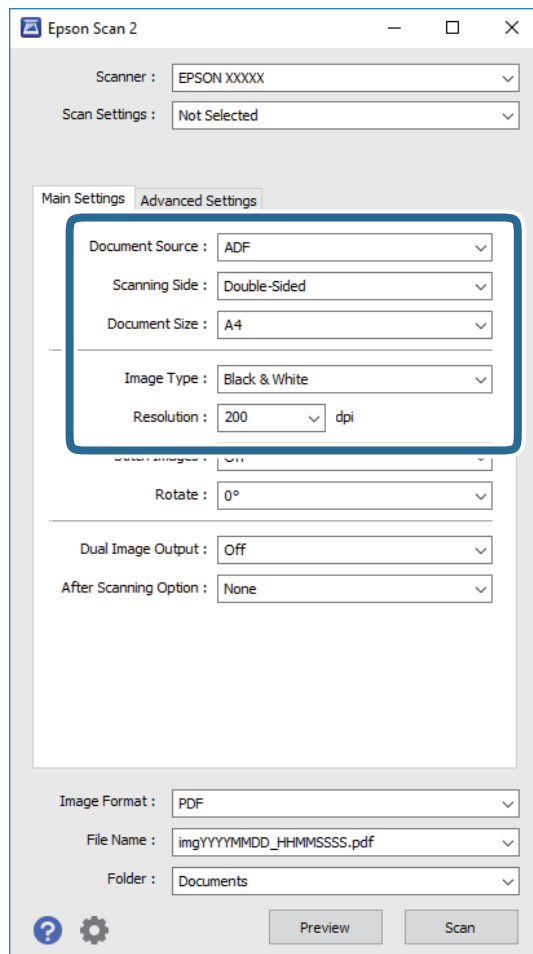 Epson Scan 2
Scanner : EPSON XXXXX
Scan Settings : Not Selected
Main Settings Advanced Settings
Document Source : ADF
Scanning Side : Double-Sided
Document Size : A4
Image Type : Black & White
Resolution : 200 dpi
Rotate : 0°
Dual Image Output : Off
After Scanning Option : None
Image Format : PDF
File Name : imgYYYYMMDD_HHMMSSSS.pdf
Folder : Documents
? Preview Scan